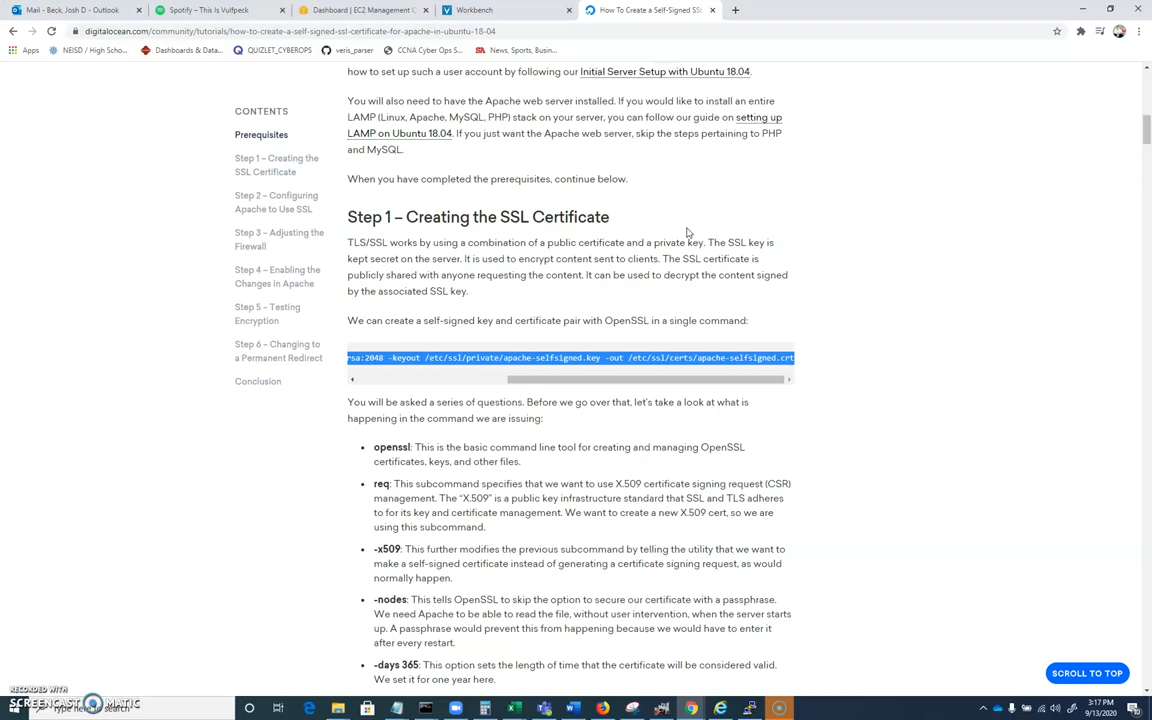 Mail - Beck, Josh D - Outlook
Spotify – This Is Vulfpeck
Dashboard | EC2 Management C
Workbench
How To Create a Self-Signed SSL
digitalocean.com/community/tutorials/how-to-create-a-self-signed-ssl-certificate-for-apache-in-ubuntu-18-04
Apps
NEISD / High Scho...
Dashboards & Data...
QUIZLET_CYBEROPS
veris_parser
CCNA Cyber Ops S...
News, Sports, Busin...
how to set up such a user account by following our Initial Server Setup with Ubuntu 18.04.
You will also need to have the Apache web server installed. If you would like to install an entire
LAMP (Linux, Apache, MySQL, PHP) stack on your server, you can follow our guide on setting up
LAMP on Ubuntu 18.04. If you just want the Apache web server, skip the steps pertaining to PHP
and MySQL.
When you have completed the prerequisites, continue below.
CONTENTS
Prerequisites
Step 1 – Creating the
SSL Certificate
Step 2 – Configuring
Apache to Use SSL
Step 3 – Adjusting the
Firewall
Step 4 – Enabling the
Changes in Apache
Step 5 – Testing
Encryption
Step 6 – Changing to
a Permanent Redirect
Conclusion
Step 1 – Creating the SSL Certificate
TLS/SSL works by using a combination of a public certificate and a private key. The SSL key is
kept secret on the server. It is used to encrypt content sent to clients. The SSL certificate is
publicly shared with anyone requesting the content. It can be used to decrypt the content signed
by the associated SSL key.
We can create a self-signed key and certificate pair with OpenSSL in a single command:
rsa:2048 -keyout /etc/ssl/private/apache-selfsigned.key -out /etc/ssl/certs/apache-selfsigned.crt
You will be asked a series of questions. Before we go over that, let's take a look at what is
happening in the command we are issuing:
• openssl: This is the basic command line tool for creating and managing OpenSSL
certificates, keys, and other files.
• req: This subcommand specifies that we want to use X.509 certificate signing request (CSR)
management. The “X.509” is a public key infrastructure standard that SSL and TLS adheres
to for its key and certificate management. We want to create a new X.509 cert, so we are
using this subcommand.
• -x509: This further modifies the previous subcommand by telling the utility that we want to
make a self-signed certificate instead of generating a certificate signing request, as would
normally happen.
• -nodes: This tells OpenSSL to skip the option to secure our certificate with a passphrase.
We need Apache to be able to read the file, without user intervention, when the server starts
up. A passphrase would prevent this from happening because we would have to enter it
after every restart.
• -days 365: This option sets the length of time that the certificate will be considered valid.
We set it for one year here.
SCROLL TO TOP
RECORDED WITH
SCREENCAST-O-MATIC
Type here to search
3:17 PM
9/13/2020